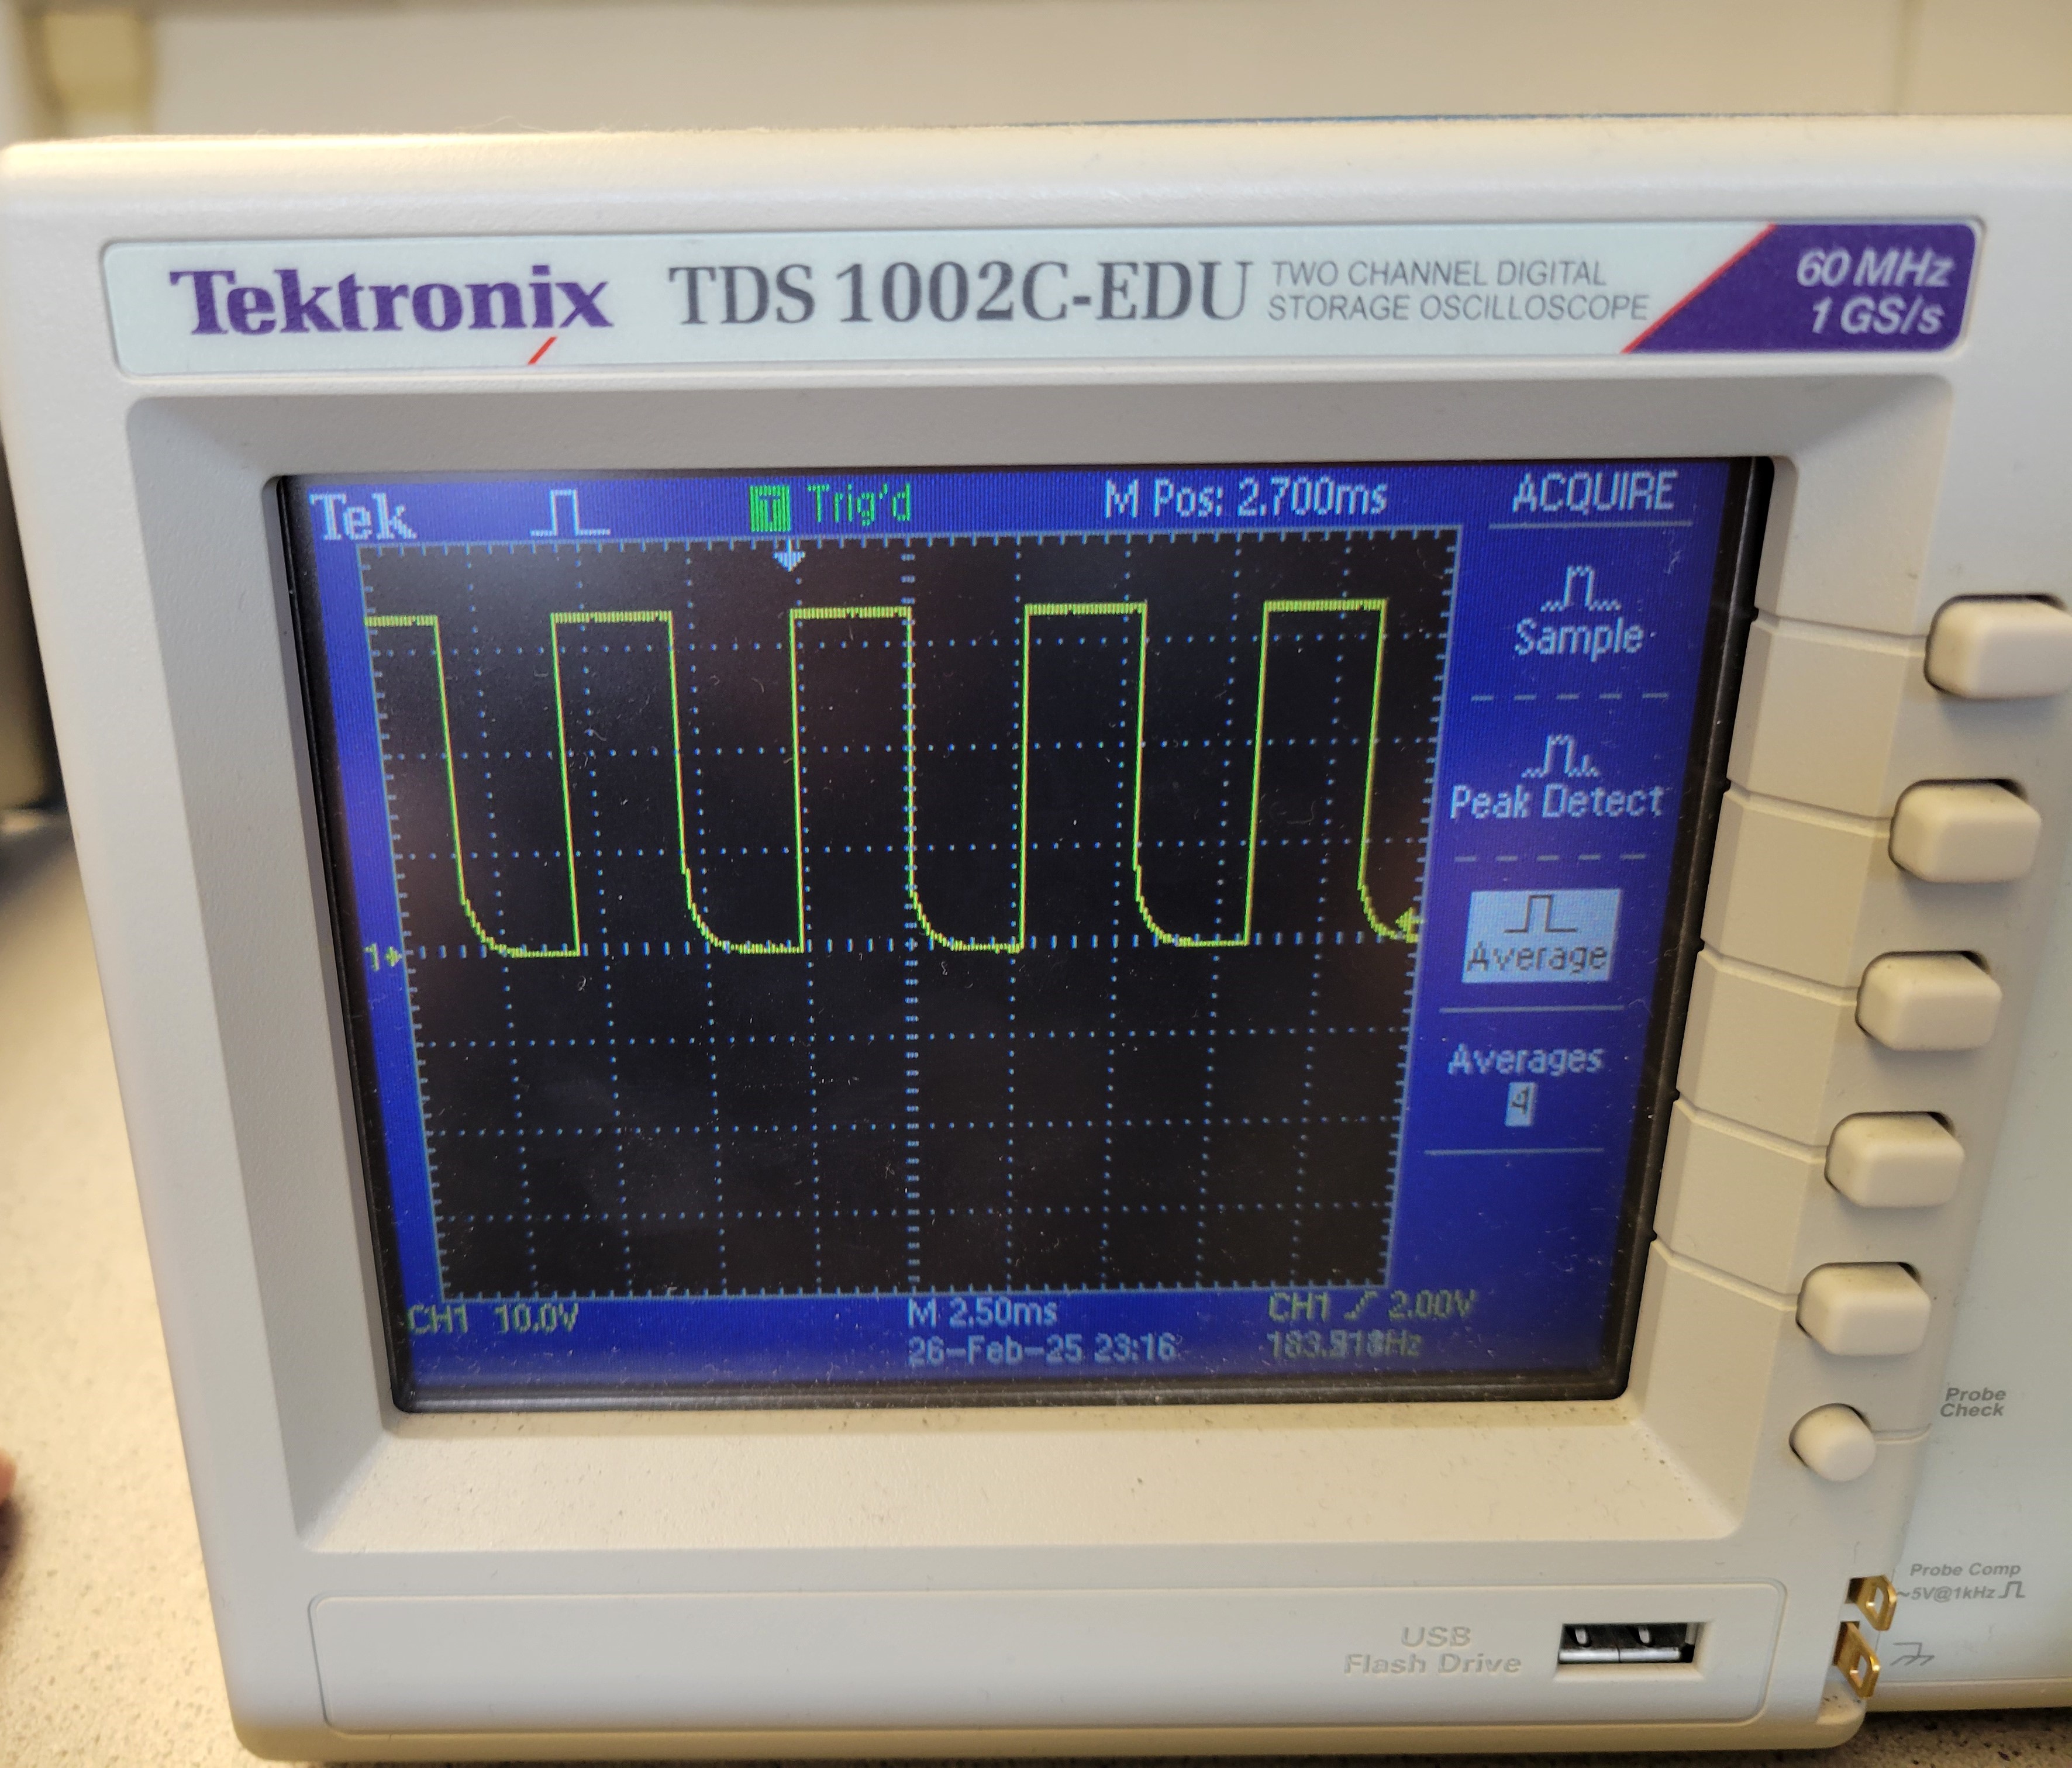 Tektronix TDS 1002C-EDU TWO CHANNEL DIGITAL STORAGE OSCILLOSCOPE
60 MHz
1 GS/s
Tek T Trig'd M Pos: 2.700ms ACQUIRE
Sample
Peak Detect
Average
Averages
4
1
CH1 10.0V M 2.50ms CH1 2.00V
26-Feb-25 23:16
Probe
Check
Probe Comp
~5V@1kHz
USB
Flash Drive